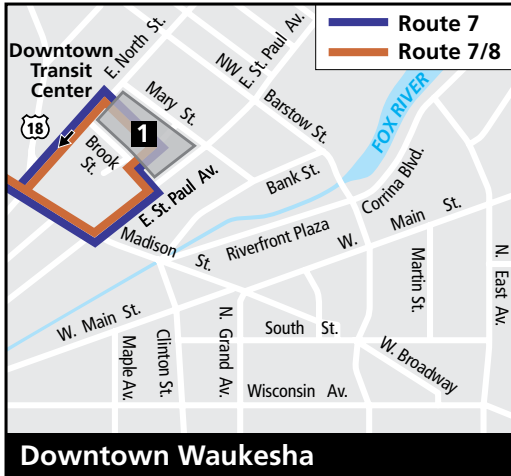 Route 7
Route 7/8
Downtown
Transit
Center
E. North St.
Mary St.
NW Barstow St.
E. St. Paul Av.
18
1
Brook
St.
E. St. Paul Av.
Bank St.
FOX RIVER
Corrina Blvd.
Madison St.
Riverfront Plaza
W. Main St.
Martin St.
N. East Av.
W. Main St.
Maple Av.
Clinton St.
N. Grand Av.
South St.
W. Broadway
Wisconsin Av.
Downtown Waukesha